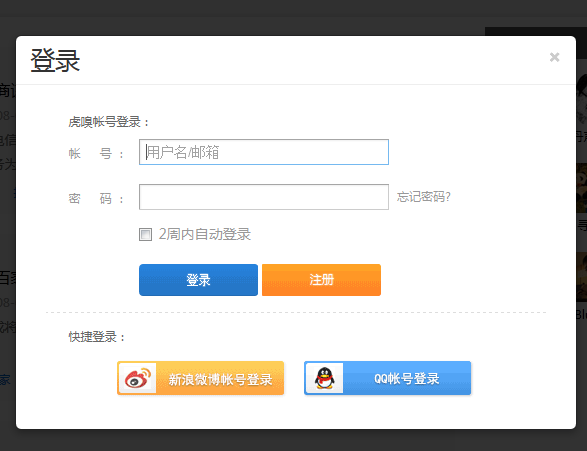 登录
×
虎嗅帐号登录：
帐 号：
用户名/邮箱
密 码：
忘记密码?
2周内自动登录
登录 注册
快捷登录：
新浪微博帐号登录 QQ帐号登录